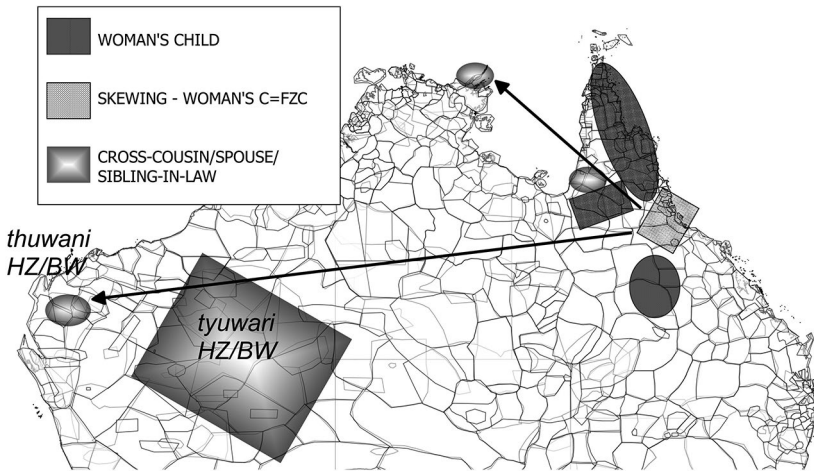 WOMAN'S CHILD
SKEWING - WOMAN'S C=FZC
CROSS-COUSIN/SPOUSE/
SIBLING-IN-LAW
thuwani
HZ/BW
tyuwari
HZ/BW